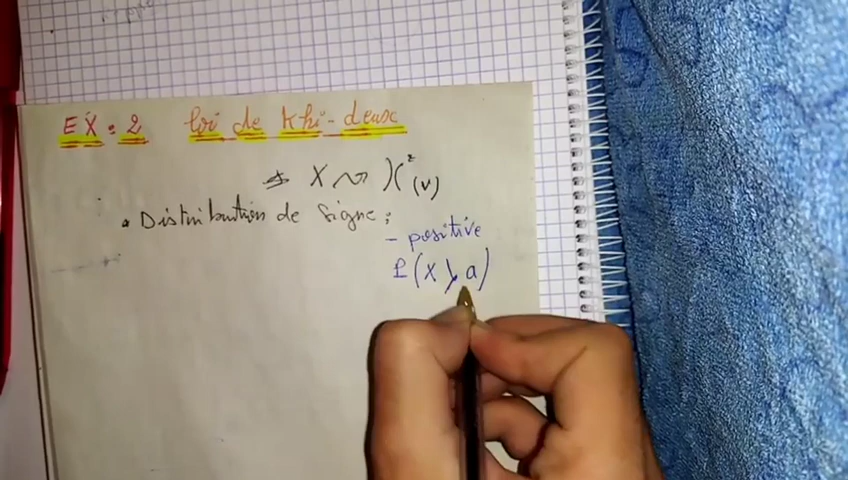 EX: 2 loi de Khi-deux
X ⇝ χ² (v)
• Distribution de signe :
- positive
P(X > a)